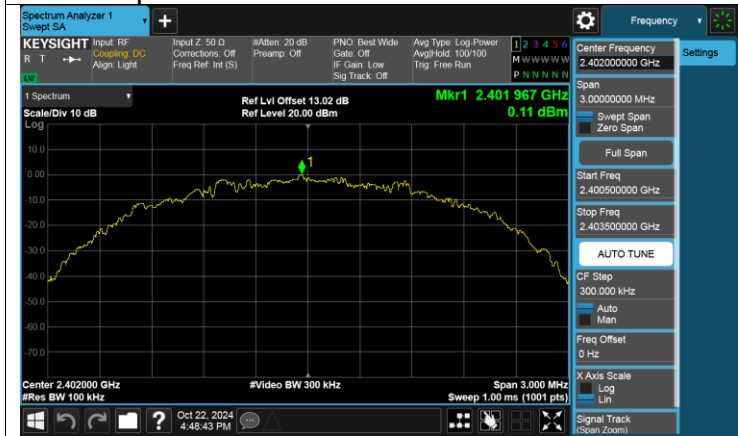 Spectrum Analyzer 1
Swept SA
Frequency
KEYSIGHT
R T
LXI
Input: RF
Coupling: DC
Align: Light
Input Z: 50 Ω
Corrections: Off
Freq Ref: Int (S)
#Atten: 20 dB
Preamp: Off
PNO: Best Wide
Gate: Off
IF Gain: Low
Sig Track: Off
Avg Type: Log-Power
Avg|Hold: 100/100
Trig: Free Run
1 2 3 4 5 6
M W W W W W
P N N N N N
1 Spectrum
Scale/Div 10 dB
Ref Lvl Offset 13.02 dB
Ref Level 20.00 dBm
Mkr1 2.401 967 GHz
0.11 dBm
Log
10.0
0.00
-10.0
-20.0
-30.0
-40.0
-50.0
-60.0
-70.0
1
Center 2.402000 GHz
#Res BW 100 kHz
#Video BW 300 kHz
Span 3.000 MHz
Sweep 1.00 ms (1001 pts)
Oct 22, 2024
4:48:43 PM
Center Frequency
2.402000000 GHz
Settings
Span
3.00000000 MHz
Swept Span
Zero Span
Full Span
Start Freq
2.400500000 GHz
Stop Freq
2.403500000 GHz
AUTO TUNE
CF Step
300.000 kHz
Auto
Man
Freq Offset
0 Hz
X Axis Scale
Log
Lin
Signal Track
(Span Zoom)